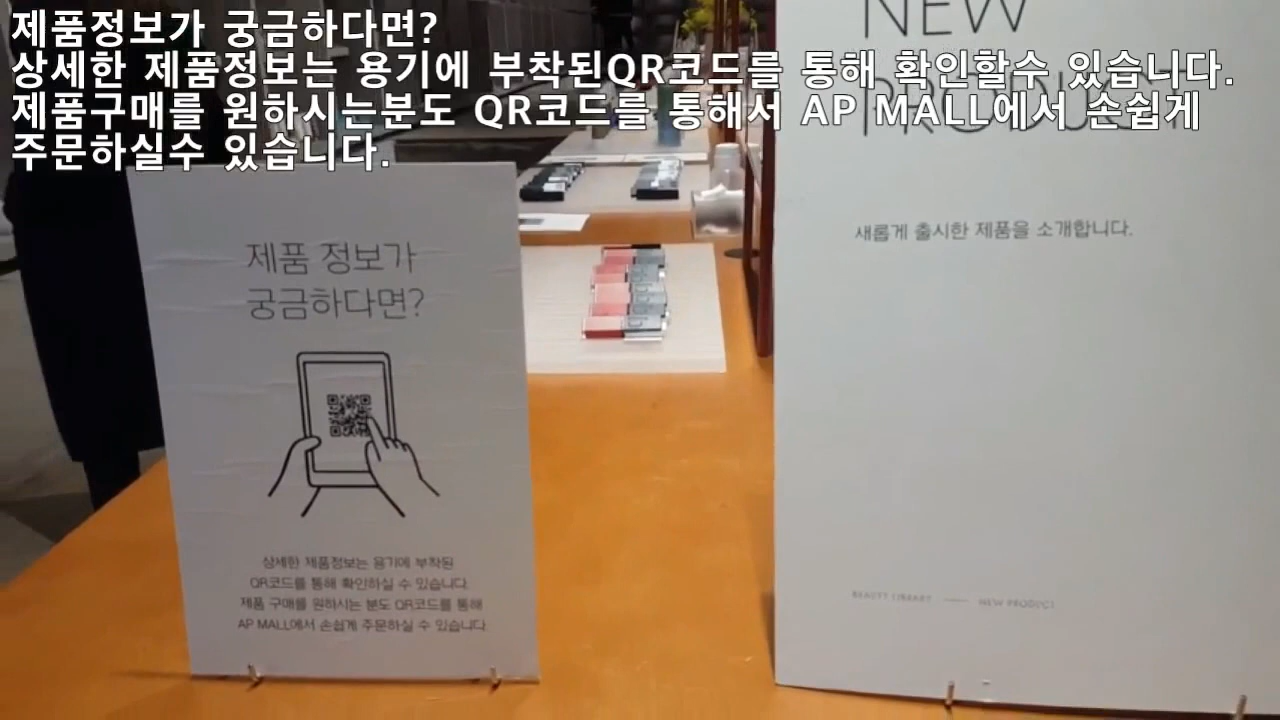 제품정보가 궁금하다면?
상세한 제품정보는 용기에 부착된QR코드를 통해 확인할수 있습니다.
제품구매를 원하시는분도 QR코드를 통해서 AP MALL에서 손쉽게
주문하실수 있습니다.
제품 정보가
궁금하다면?
상세한 제품정보는 용기에 부착된
QR코드를 통해 확인하실 수 있습니다.
제품 구매를 원하시는 분도 QR코드를 통해
AP MALL에서 손쉽게 주문하실 수 있습니다.
NEW
PRODUCT
새롭게 출시한 제품을 소개합니다.
BEAUTY LIBRARY — NEW PRODUCT